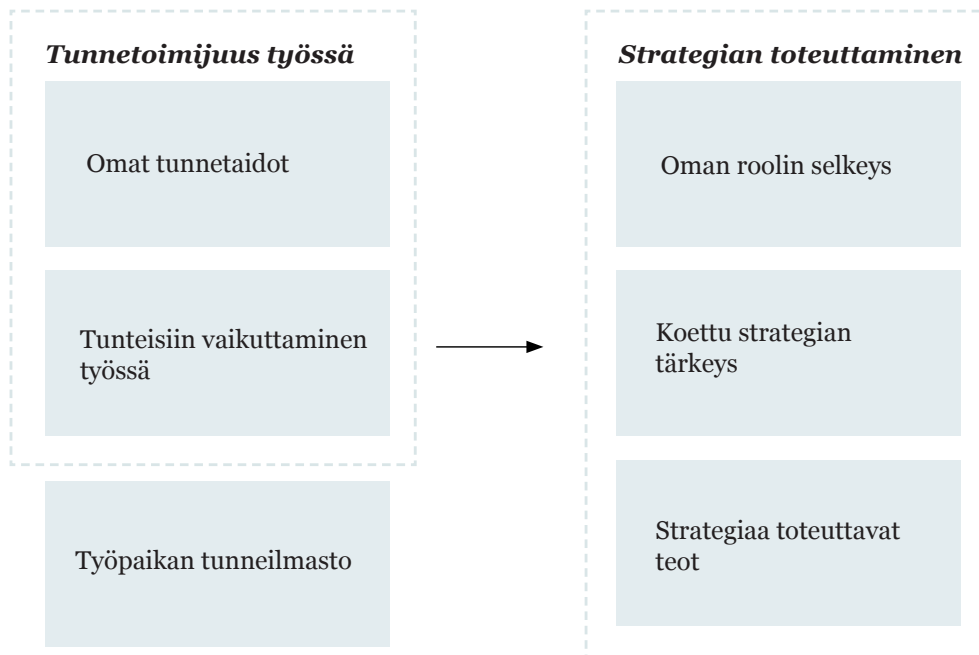 Tunnetoimijuus työssä
Omat tunnetaidot
Tunteisiin vaikuttaminen
työssä
Työpaikan tunneilmasto
Strategian toteuttaminen
Oman roolin selkeys
Koettu strategian
tärkeys
Strategiaa toteuttavat
teot